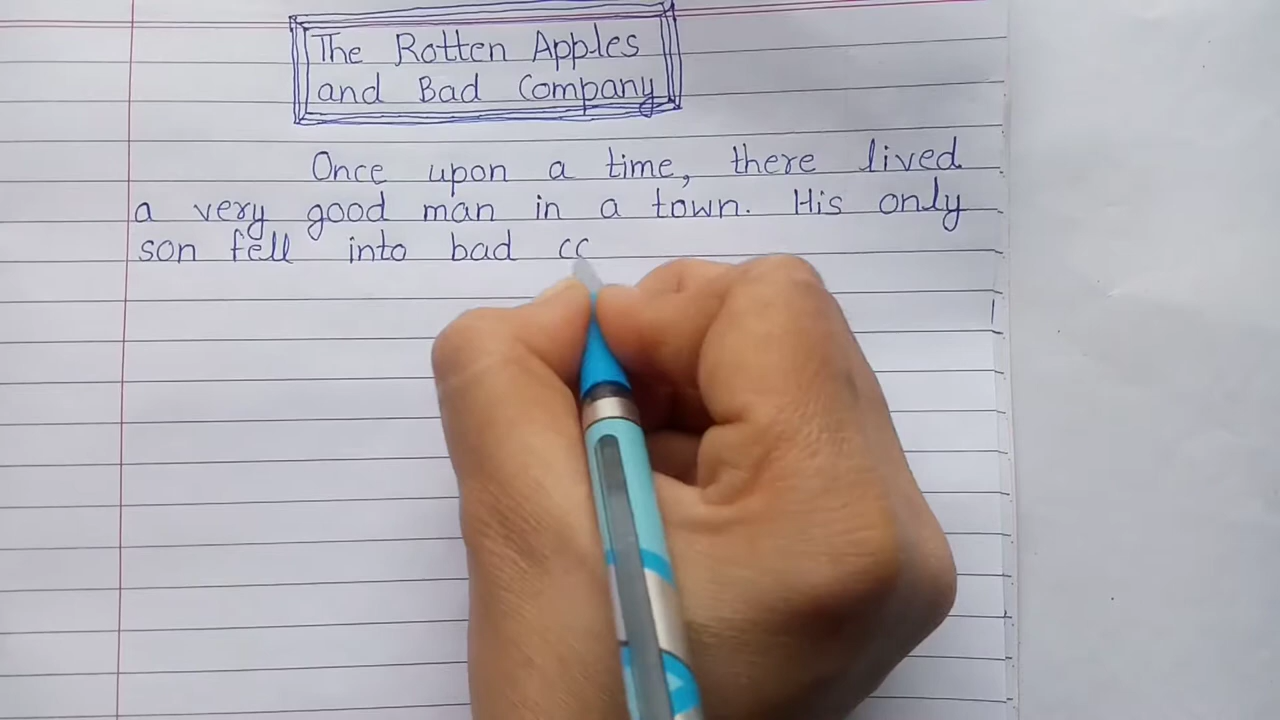 The Rotten Apples
and Bad Company
Once upon a time, there lived
a very good man in a town. His only
son fell into bad